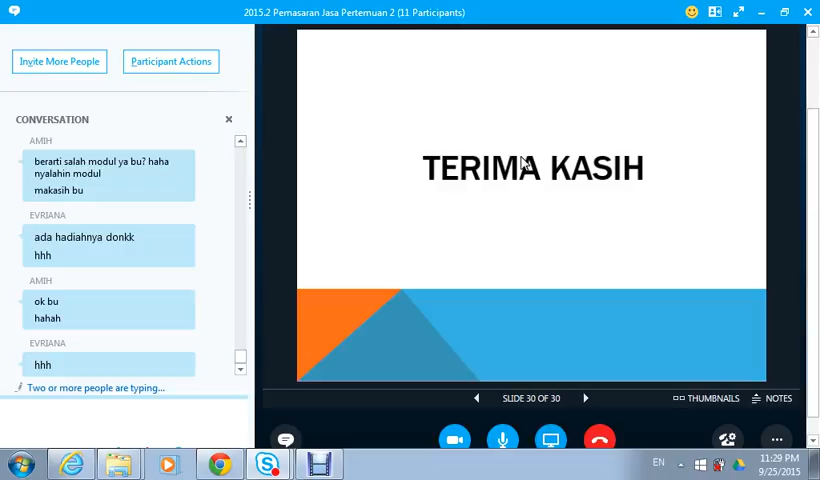 2015.2 Pemasaran Jasa Pertemuan 2 (11 Participants)
Invite More People
Participant Actions
CONVERSATION
AMIH
berarti salah modul ya bu? haha
nyalahin modul
makasih bu
EVRIANA
ada hadiahnya donkk
hhh
AMIH
ok bu
hahah
EVRIANA
hhh
Two or more people are typing...
TERIMA KASIH
SLIDE 30 OF 30
THUMBNAILS
NOTES
EN
11:29 PM
9/25/2015